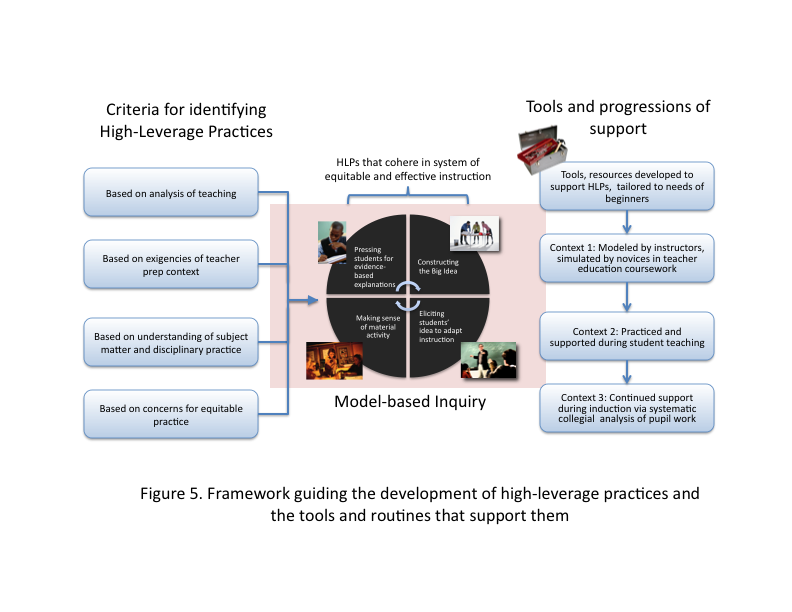 Criteria for identifying
High-Leverage Practices
Based on analysis of teaching
Based on exigencies of teacher
prep context
Based on understanding of subject
matter and disciplinary practice
Based on concerns for equitable
practice
HLPs that cohere in system of
equitable and effective instruction
Pressing
students for
evidence-
based
explanations
Constructing
the Big Idea
Making sense
of material
activity
Eliciting
students'
idea to adapt
instruction
Model-based Inquiry
Tools and progressions of
support
Tools, resources developed to
support HLPs, tailored to needs of
beginners
Context 1: Modeled by instructors,
simulated by novices in teacher
education coursework
Context 2: Practiced and
supported during student teaching
Context 3: Continued support
during induction via systematic
collegial analysis of pupil work
Figure 5. Framework guiding the development of high-leverage practices and
the tools and routines that support them